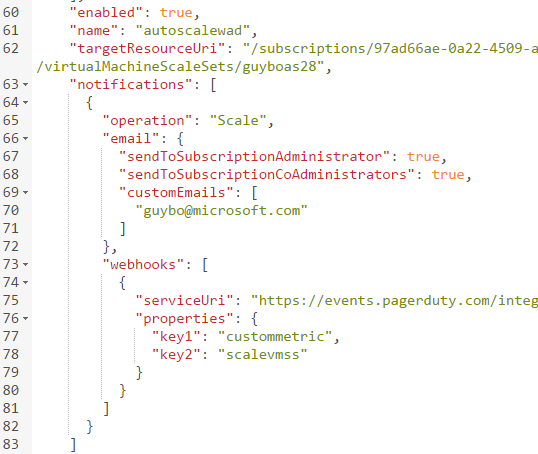 60 "enabled": true,
61 "name": "autoscalewad",
62 "targetResourceUri": "/subscriptions/97ad66ae-0a22-4509-a
/virtualMachineScaleSets/guyboas28",
63 "notifications": [
64 {
65 "operation": "Scale",
66 "email": {
67 "sendToSubscriptionAdministrator": true,
68 "sendToSubscriptionCoAdministrators": true,
69 "customEmails": [
70 "guybo@microsoft.com"
71 ]
72 },
73 "webhooks": [
74 {
75 "serviceUri": "https://events.pagerduty.com/integ
76 "properties": {
77 "key1": "custommetric",
78 "key2": "scalevmss"
79 }
80 }
81 ]
82 }
83 ]